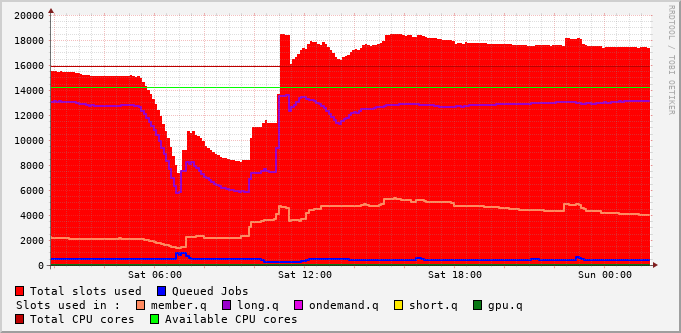 20000
18000
16000
14000
12000
10000
8000
6000
4000
2000
0
Sat 06:00 Sat 12:00 Sat 18:00 Sun 00:00
RRDTOOL / TOBI OETIKER
Total slots used Queued Jobs
Slots used in : member.q long.q ondemand.q short.q gpu.q
Total CPU cores Available CPU cores